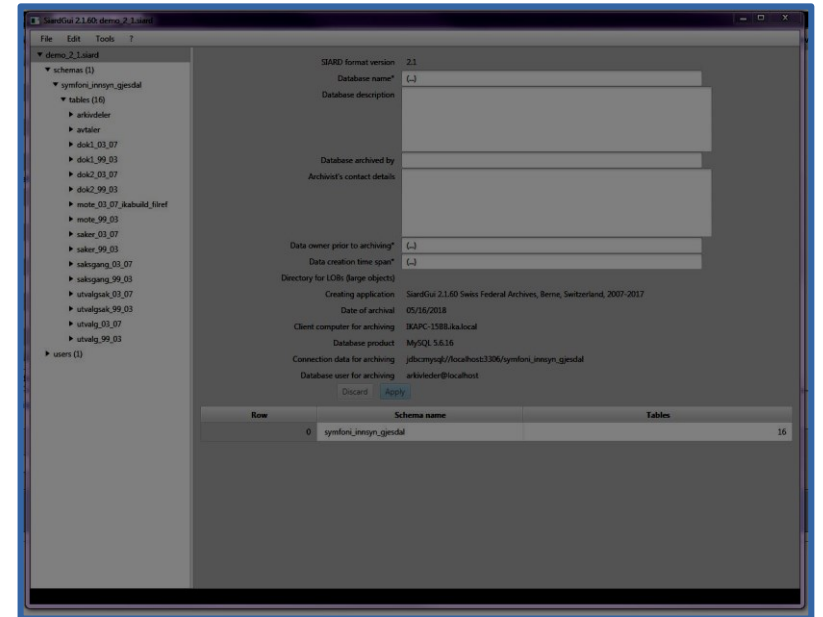 SiardGui 2.1.60: demo_2_1.siard
File Edit Tools ?
demo_2_1.siard
schemas (1)
symfoni_innsyn_gjesdal
tables (16)
arkivdeler
avtaler
dok1_03_07
dok1_99_03
dok2_03_07
dok2_99_03
mote_03_07_ikabuild_filref
mote_99_03
saker_03_07
saker_99_03
saksgang_03_07
saksgang_99_03
utvalgsak_03_07
utvalgsak_99_03
utvalg_03_07
utvalg_99_03
users (1)
SIARD format version 2.1
Database name* (...)
Database description
Database archived by
Archivist's contact details
Data owner prior to archiving* (...)
Data creation time span* (...)
Directory for LOBs (large objects)
Creating application SiardGui 2.1.60 Swiss Federal Archives, Berne, Switzerland, 2007-2017
Date of archival 05/16/2018
Client computer for archiving IKAPC-1588.ika.local
Database product MySQL 5.6.16
Connection data for archiving jdbc:mysql://localhost:3306/symfoni_innsyn_gjesdal
Database user for archiving arkivleder@localhost
Discard Apply
Row Schema name Tables
0 symfoni_innsyn_gjesdal 16